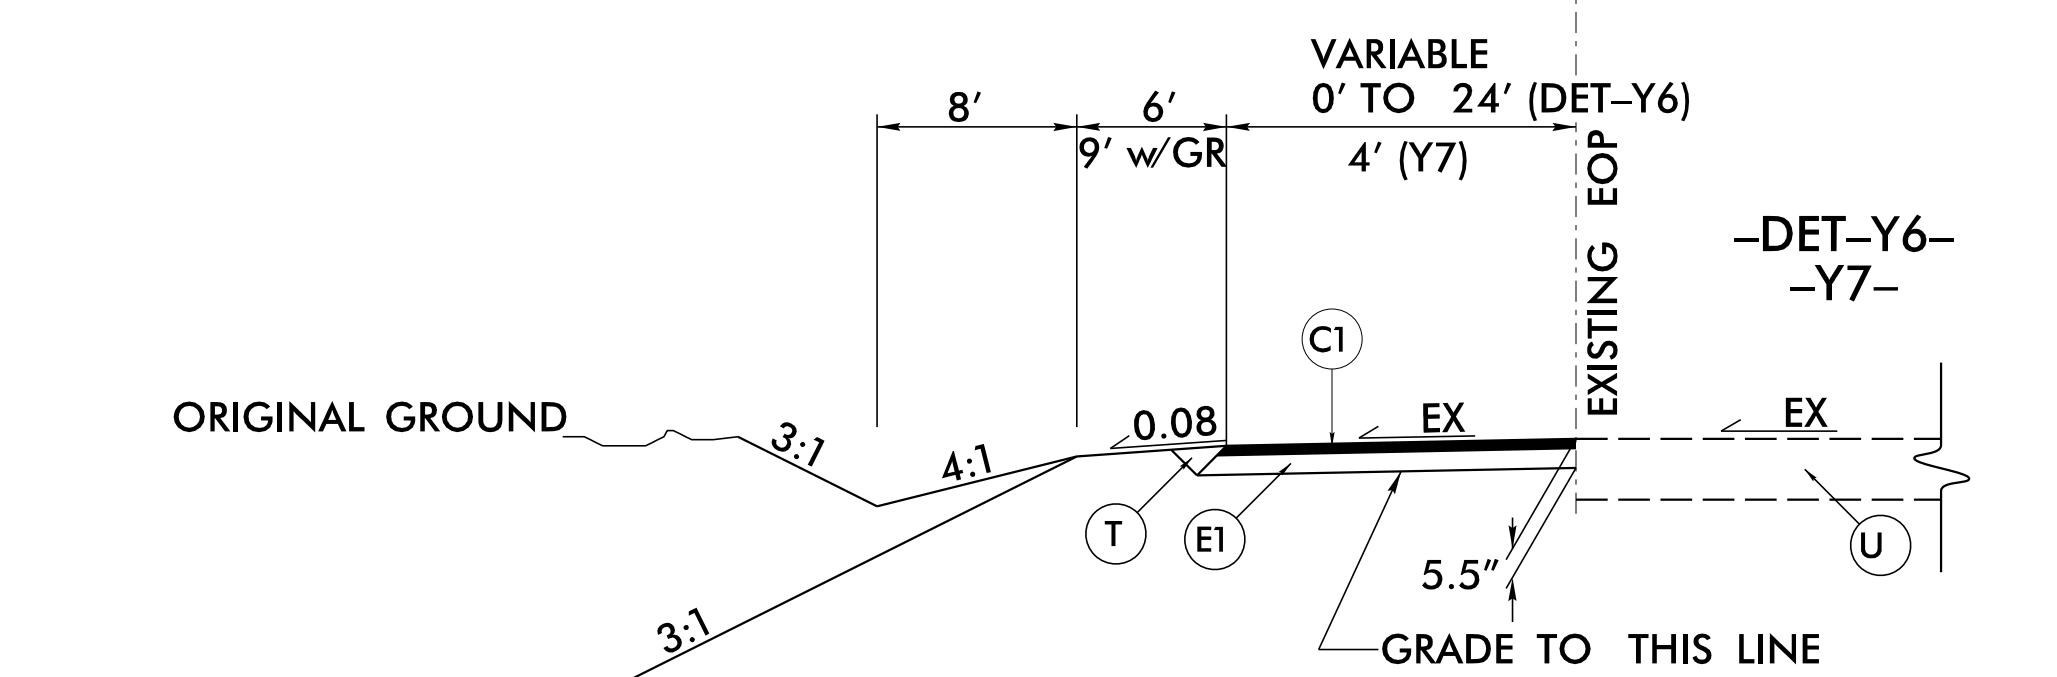 VARIABLE
0' TO 24' (DET–Y6)
8'
6'
9' w/GR
4' (Y7)
EXISTING EOP
–DET–Y6–
–Y7–
C1
ORIGINAL GROUND
3:1
4:1
0.08
EX
EX
T
E1
U
5.5"
3:1
GRADE TO THIS LINE